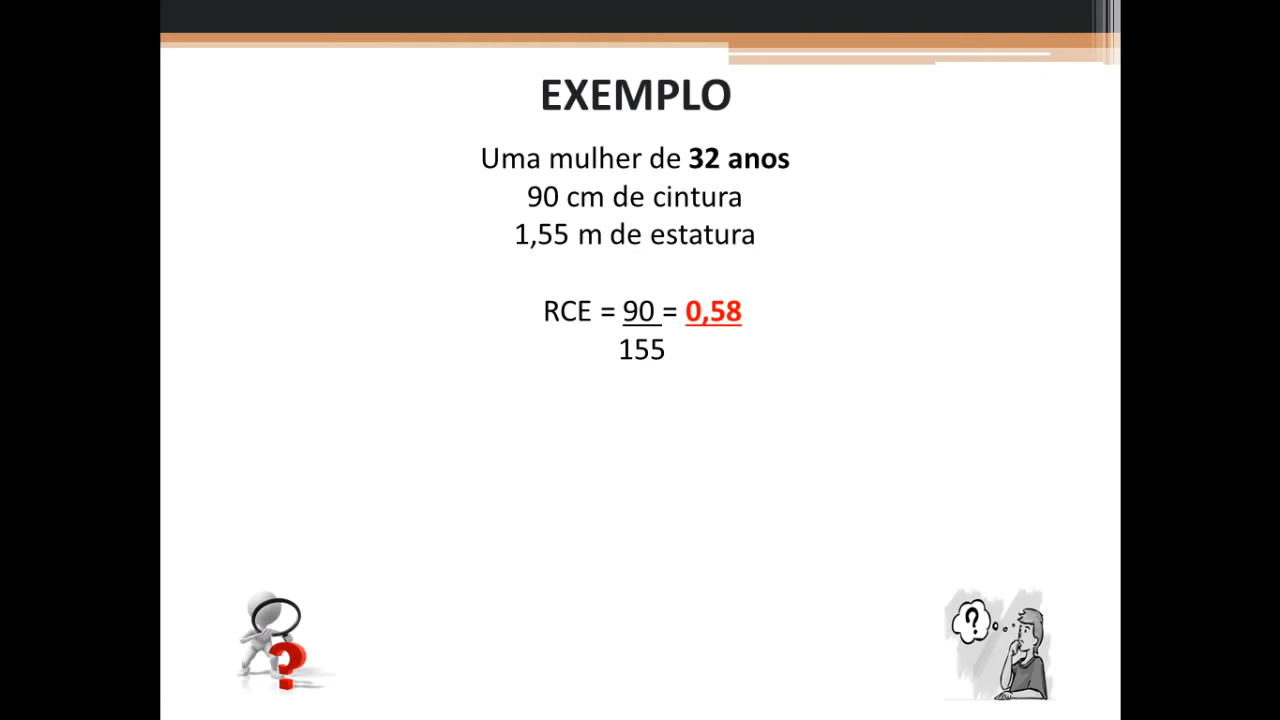 EXEMPLO
Uma mulher de 32 anos
90 cm de cintura
1,55 m de estatura
RCE = 90 = 0,58
155
?
?